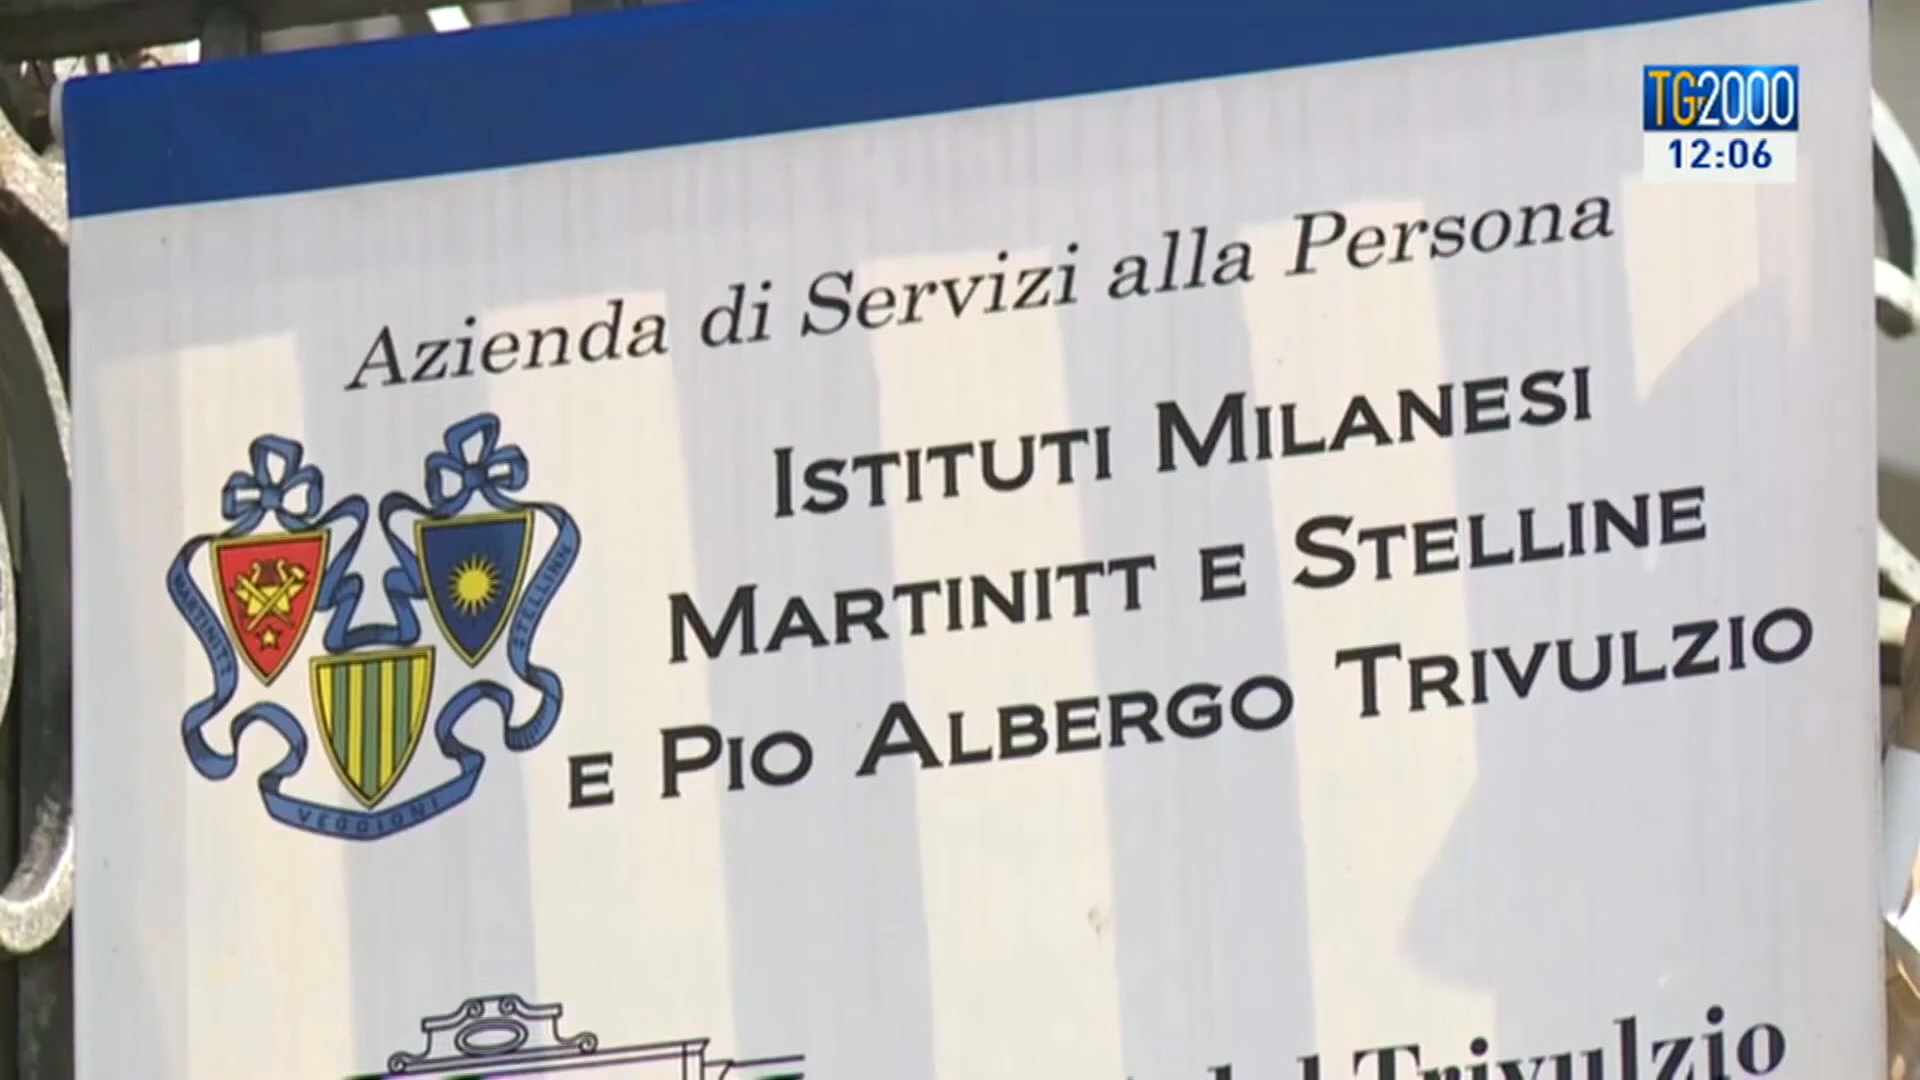 TG2000
12:06
Azienda di Servizi alla Persona
ISTITUTI MILANESI
MARTINITT E STELLINE
E PIO ALBERGO TRIVULZIO
MARTINITT
STELLINE
VECCHIONI
Trivulzio